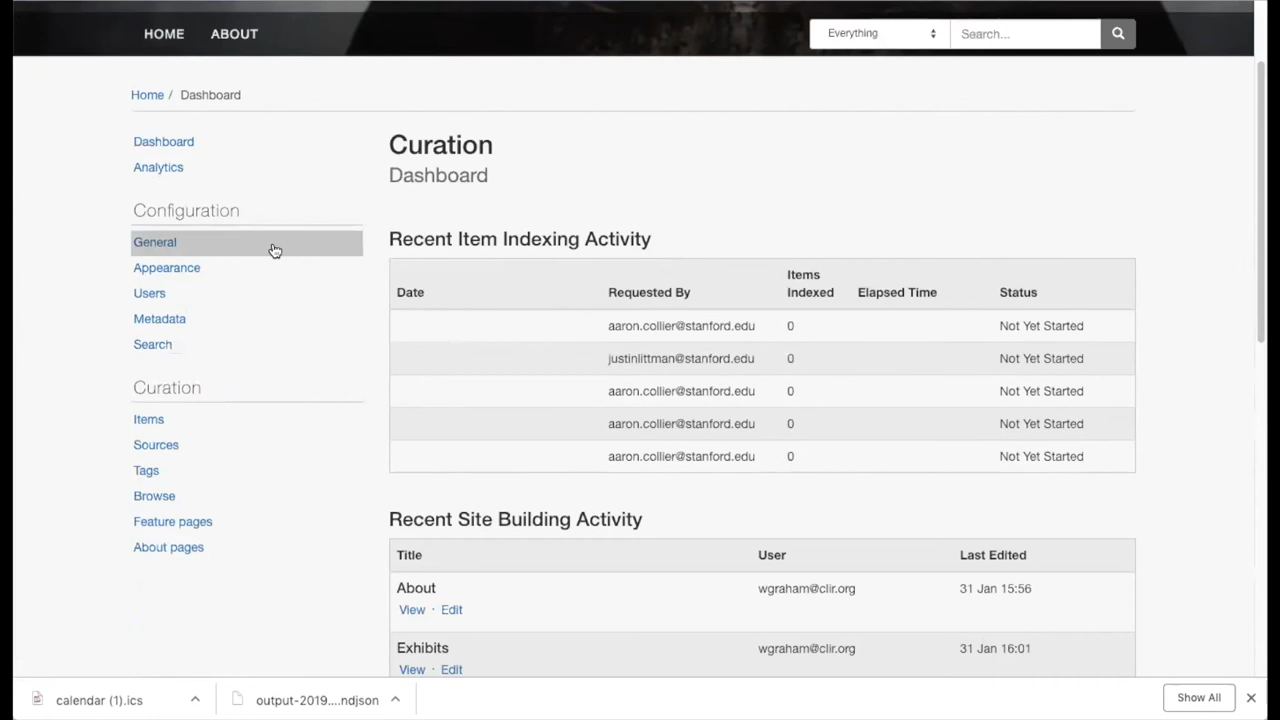 HOME ABOUT Everything Search...
Home / Dashboard
Dashboard
Analytics
Configuration
General
Appearance
Users
Metadata
Search
Curation
Items
Sources
Tags
Browse
Feature pages
About pages
Curation
Dashboard
Recent Item Indexing Activity
Date Requested By Items Indexed Elapsed Time Status
aaron.collier@stanford.edu 0 Not Yet Started
justinlittman@stanford.edu 0 Not Yet Started
aaron.collier@stanford.edu 0 Not Yet Started
aaron.collier@stanford.edu 0 Not Yet Started
aaron.collier@stanford.edu 0 Not Yet Started
Recent Site Building Activity
Title User Last Edited
About wgraham@clir.org 31 Jan 15:56
View · Edit
Exhibits wgraham@clir.org 31 Jan 16:01
View · Edit
calendar (1).ics output-2019....ndjson Show All